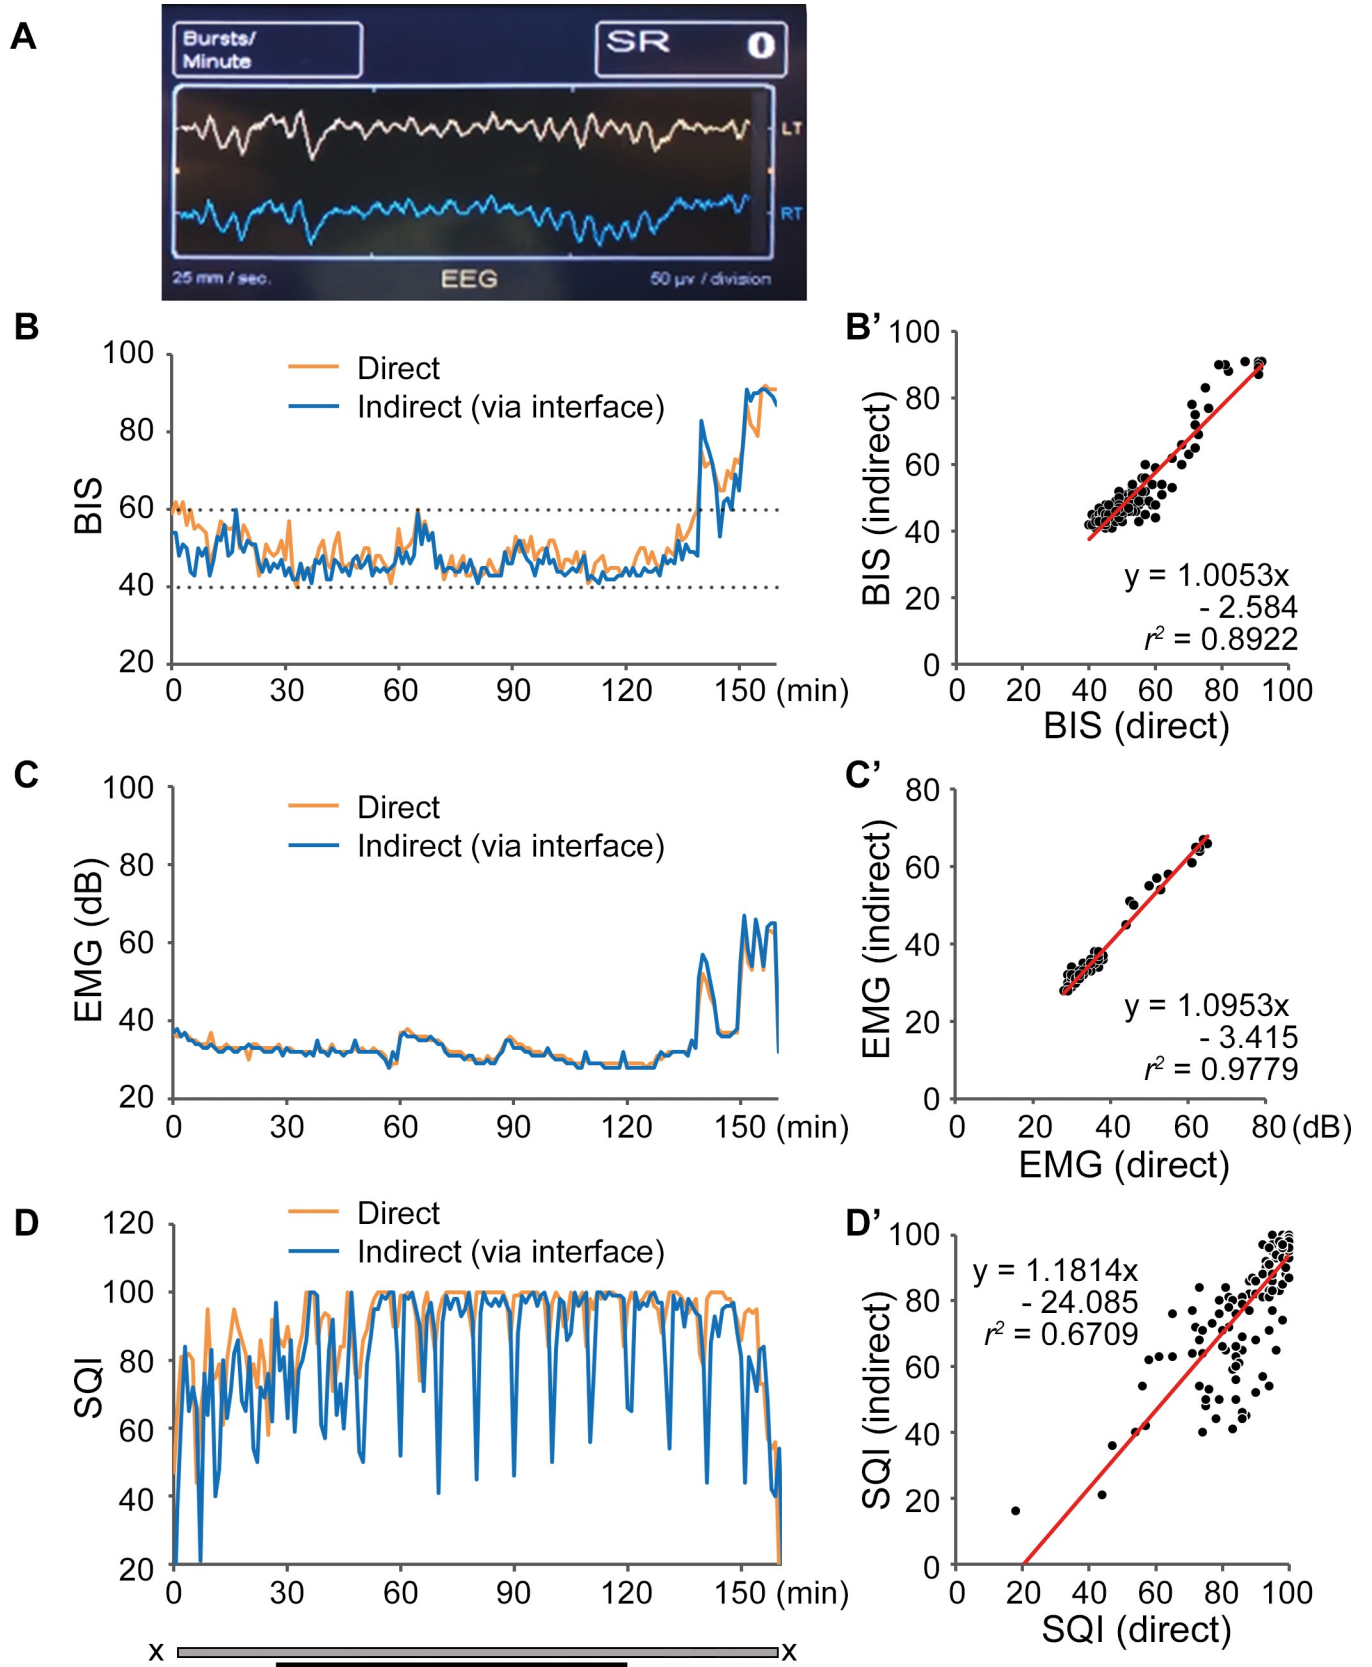 A
Bursts/
Minute
SR 0
LT
RT
25 mm / sec.
EEG
50 µv / division
B
100
80
60
40
20
BIS
Direct
Indirect (via interface)
0 30 60 90 120 150 (min)
B’
100
80
60
40
20
0
BIS (indirect)
y = 1.0053x
- 2.584
r² = 0.8922
0 20 40 60 80 100
BIS (direct)
C
100
80
60
40
20
EMG (dB)
Direct
Indirect (via interface)
0 30 60 90 120 150 (min)
C’
80
60
40
20
0
EMG (indirect)
y = 1.0953x
- 3.415
r² = 0.9779
0 20 40 60 80 (dB)
EMG (direct)
D
120
100
80
60
40
20
SQI
Direct
Indirect (via interface)
0 30 60 90 120 150 (min)
D’
100
80
60
40
20
0
SQI (indirect)
y = 1.1814x
- 24.085
r² = 0.6709
0 20 40 60 80 100
SQI (direct)
x x